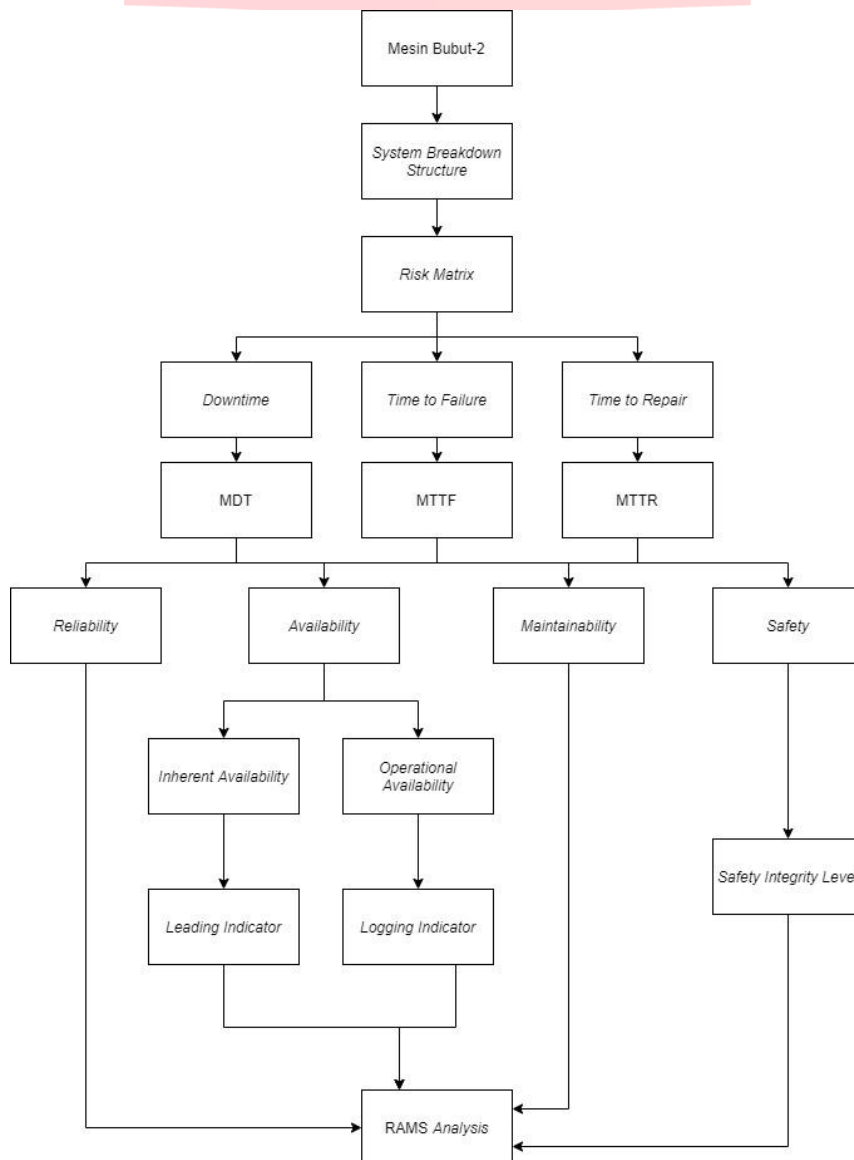 Mesin Bubut-2
System Breakdown
Structure
Risk Matrix
Downtime
Time to Failure
Time to Repair
MDT
MTTF
MTTR
Reliability
Availability
Maintainability
Safety
Inherent Availability
Operational
Availability
Safety Integrity Level
Leading Indicator
Logging Indicator
RAMS Analysis